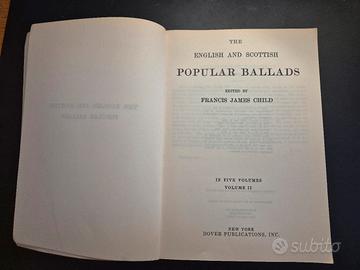 THE
ENGLISH AND SCOTTISH
POPULAR BALLADS
EDITED BY
FRANCIS JAMES CHILD
IN FIVE VOLUMES
VOLUME II
NEW YORK
DOVER PUBLICATIONS, INC.
subito